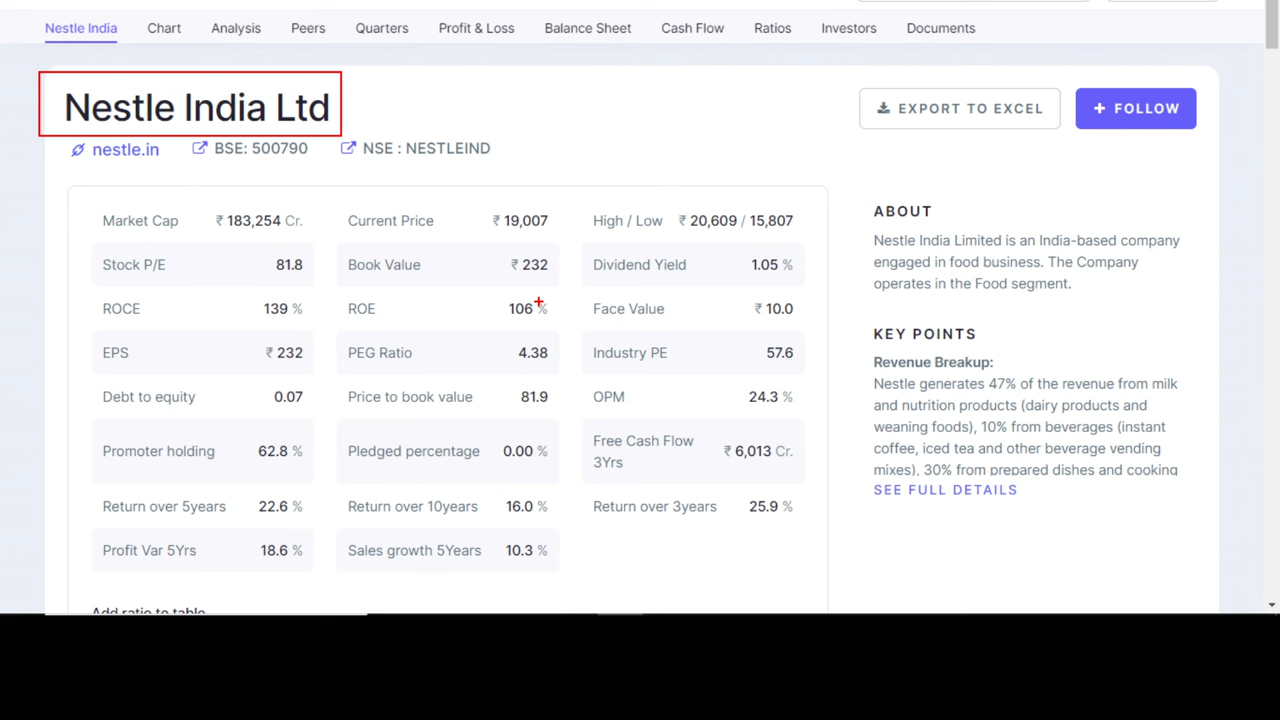 Nestle India Chart Analysis Peers Quarters Profit & Loss Balance Sheet Cash Flow Ratios Investors Documents
Nestle India Ltd
EXPORT TO EXCEL
+ FOLLOW
nestle.in BSE: 500790 NSE : NESTLEIND
Market Cap ₹ 183,254 Cr.
Current Price ₹ 19,007
High / Low ₹ 20,609 / 15,807
Stock P/E 81.8
Book Value ₹ 232
Dividend Yield 1.05 %
ROCE 139 %
ROE 106 %
Face Value ₹ 10.0
EPS ₹ 232
PEG Ratio 4.38
Industry PE 57.6
Debt to equity 0.07
Price to book value 81.9
OPM 24.3 %
Promoter holding 62.8 %
Pledged percentage 0.00 %
Free Cash Flow
3Yrs ₹ 6,013 Cr.
Return over 5years 22.6 %
Return over 10years 16.0 %
Return over 3years 25.9 %
Profit Var 5Yrs 18.6 %
Sales growth 5Years 10.3 %
Add ratio to table
ABOUT
Nestle India Limited is an India-based company
engaged in food business. The Company
operates in the Food segment.
KEY POINTS
Revenue Breakup:
Nestle generates 47% of the revenue from milk
and nutrition products (dairy products and
weaning foods), 10% from beverages (instant
coffee, iced tea and other beverage vending
mixes), 30% from prepared dishes and cooking
SEE FULL DETAILS